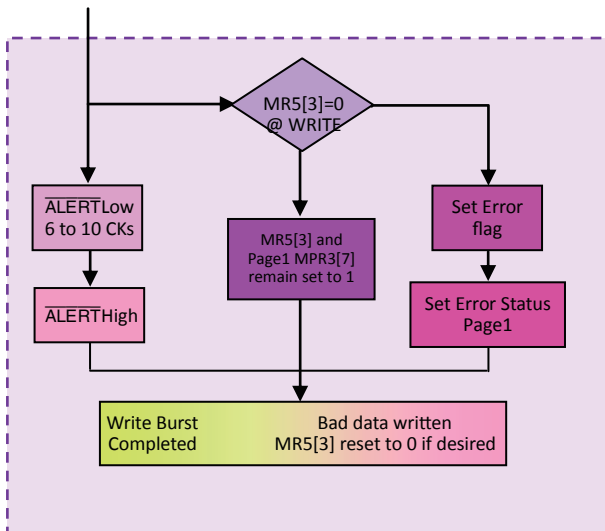 MR5[3]=0
@ WRITE
ALERT Low
6 to 10 CKs
MR5[3] and
Page1 MPR3[7]
remain set to 1
Set Error
flag
ALERT High
Set Error Status
Page1
Write Burst
Completed
Bad data written
MR5[3] reset to 0 if desired